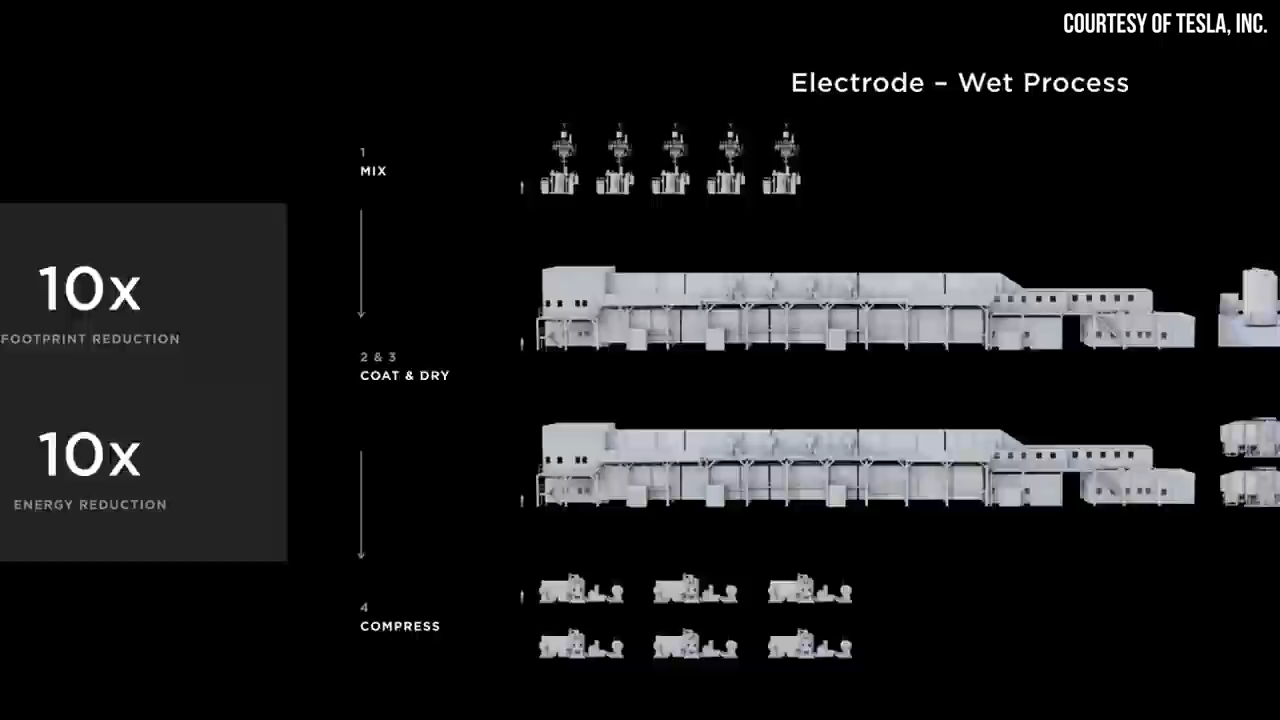 COURTESY OF TESLA, INC.
Electrode – Wet Process
1
MIX
10x
FOOTPRINT REDUCTION
2 & 3
COAT & DRY
10x
ENERGY REDUCTION
4
COMPRESS